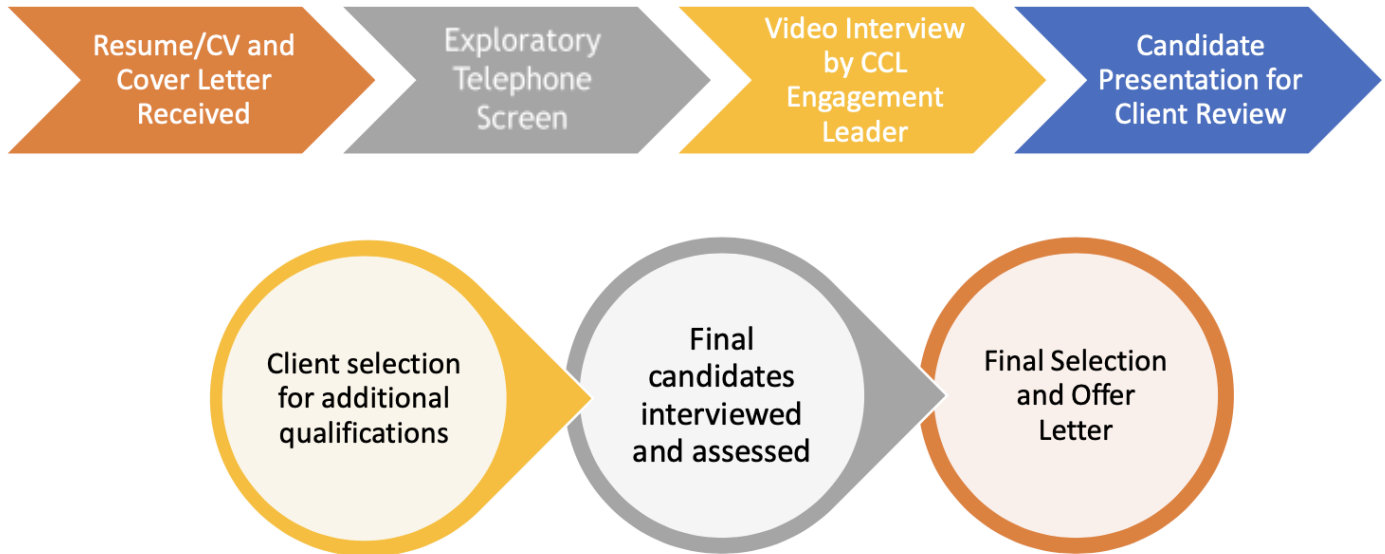 Resume/CV and
Cover Letter
Received
Exploratory
Telephone
Screen
Video Interview
by CCL
Engagement
Leader
Candidate
Presentation for
Client Review
Client selection
for additional
qualifications
Final
candidates
interviewed
and assessed
Final Selection
and Offer
Letter